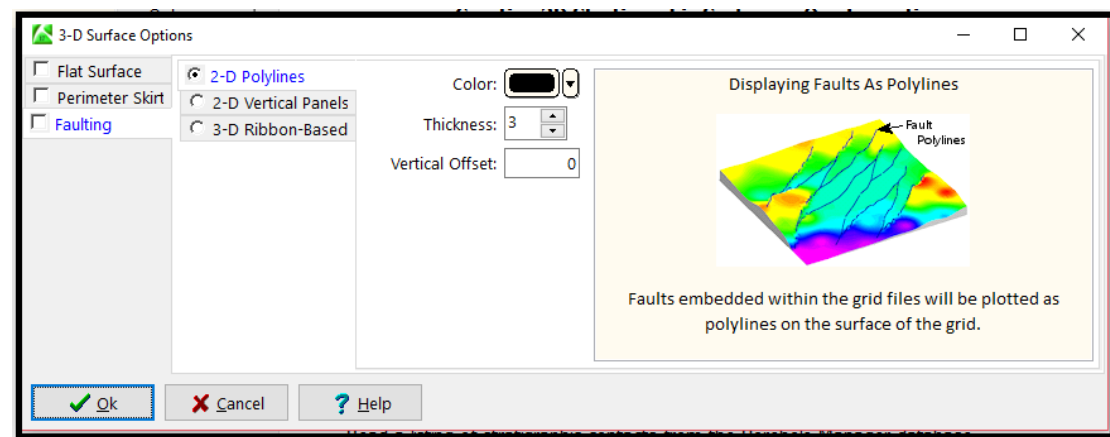 3-D Surface Options
Flat Surface
Perimeter Skirt
Faulting
2-D Polylines
2-D Vertical Panels
3-D Ribbon-Based
Color:
Thickness: 3
Vertical Offset: 0
Displaying Faults As Polylines
Fault
Polylines
Faults embedded within the grid files will be plotted as
polylines on the surface of the grid.
Ok
Cancel
? Help